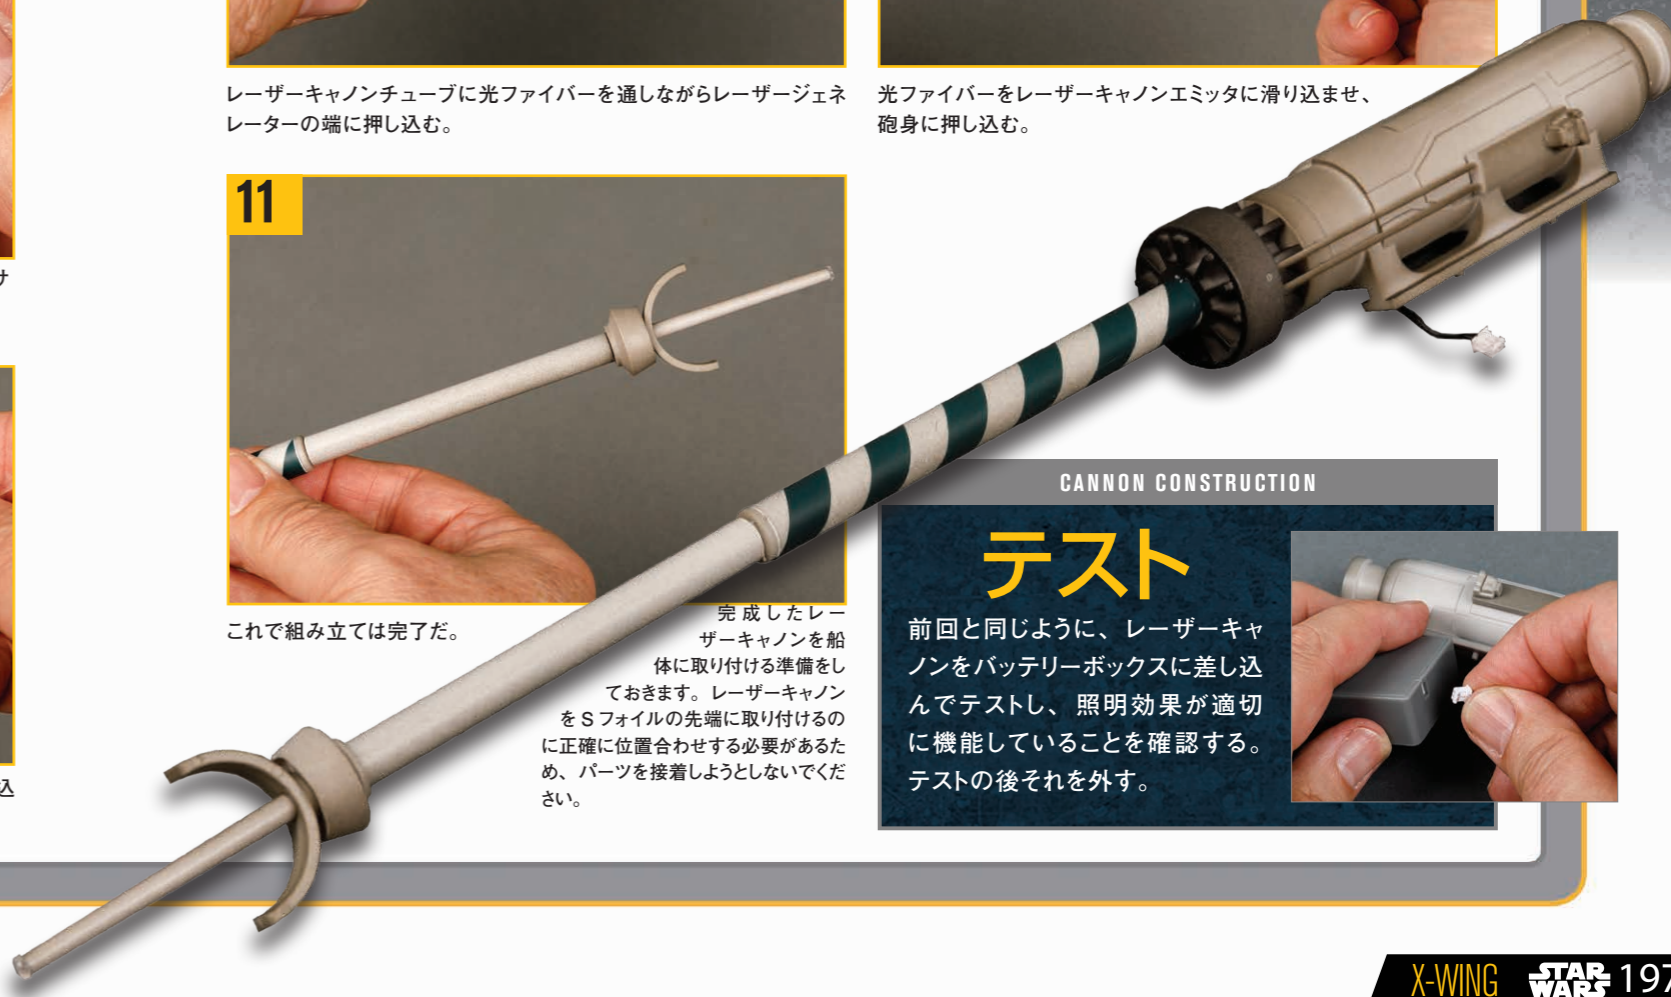 レーザーキャノンチューブに光ファイバーを通しながらレーザージェネ
レーターの端に押し込む。
光ファイバーをレーザーキャノンエミッタに滑り込ませ、
砲身に押し込む。
サ
込
11
これで組み立ては完了だ。
完成したレー
ザーキャノンを船
体に取り付ける準備をし
ておきます。レーザーキャノン
をSフォイルの先端に取り付けるの
に正確に位置合わせする必要があるた
め、パーツを接着しようとしないでくだ
さい。
CANNON CONSTRUCTION
テスト
前回と同じように、レーザーキャ
ノンをバッテリーボックスに差し込
んでテストし、照明効果が適切
に機能していることを確認する。
テストの後それを外す。
X-WING STAR WARS 197